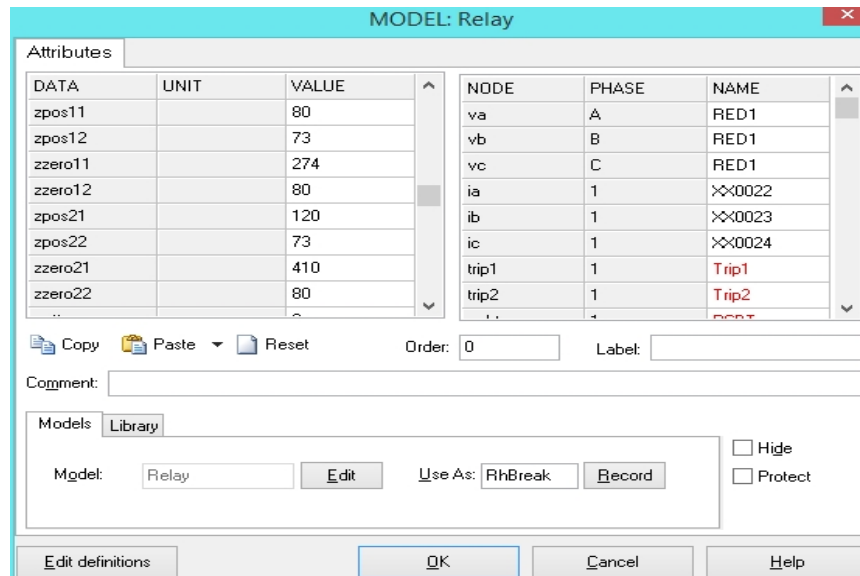 MODEL: Relay
Attributes
DATA UNIT VALUE
zpos11 80
zpos12 73
zzero11 274
zzero12 80
zpos21 120
zpos22 73
zzero21 410
zzero22 80
NODE PHASE NAME
va A RED1
vb B RED1
vc C RED1
ia 1 XX0022
ib 1 XX0023
ic 1 XX0024
trip1 1 Trip1
trip2 1 Trip2
Copy Paste Reset Order: 0 Label:
Comment:
Models Library
Model: Relay Edit Use As: RhBreak Record
Hide
Protect
Edit definitions OK Cancel Help